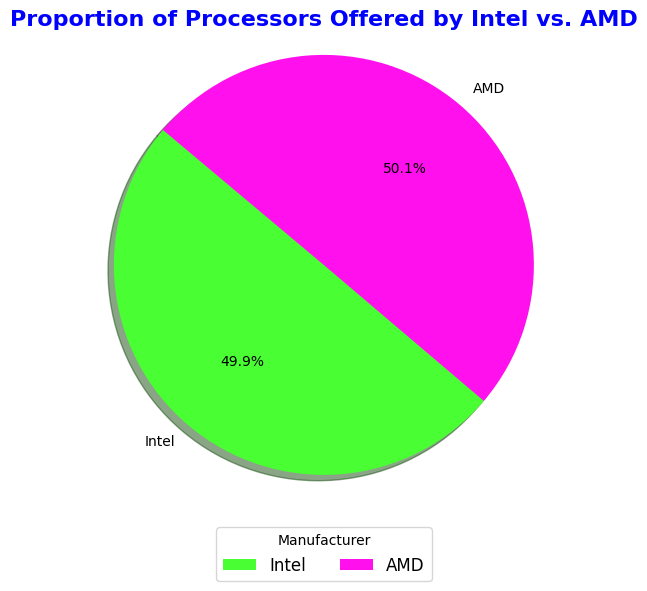 Proportion of Processors Offered by Intel vs. AMD
AMD
50.1%
49.9%
Intel
Manufacturer
Intel
AMD